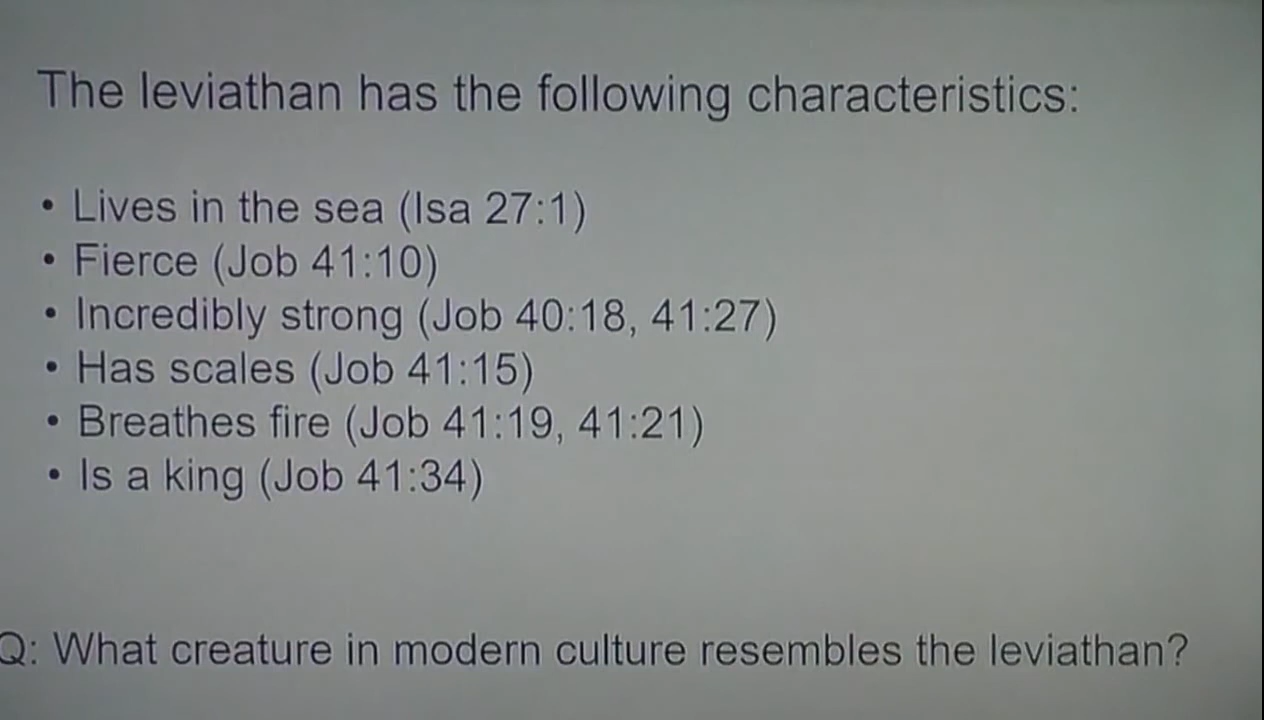 The leviathan has the following characteristics:
• Lives in the sea (Isa 27:1)
• Fierce (Job 41:10)
• Incredibly strong (Job 40:18, 41:27)
• Has scales (Job 41:15)
• Breathes fire (Job 41:19, 41:21)
• Is a king (Job 41:34)
Q: What creature in modern culture resembles the leviathan?